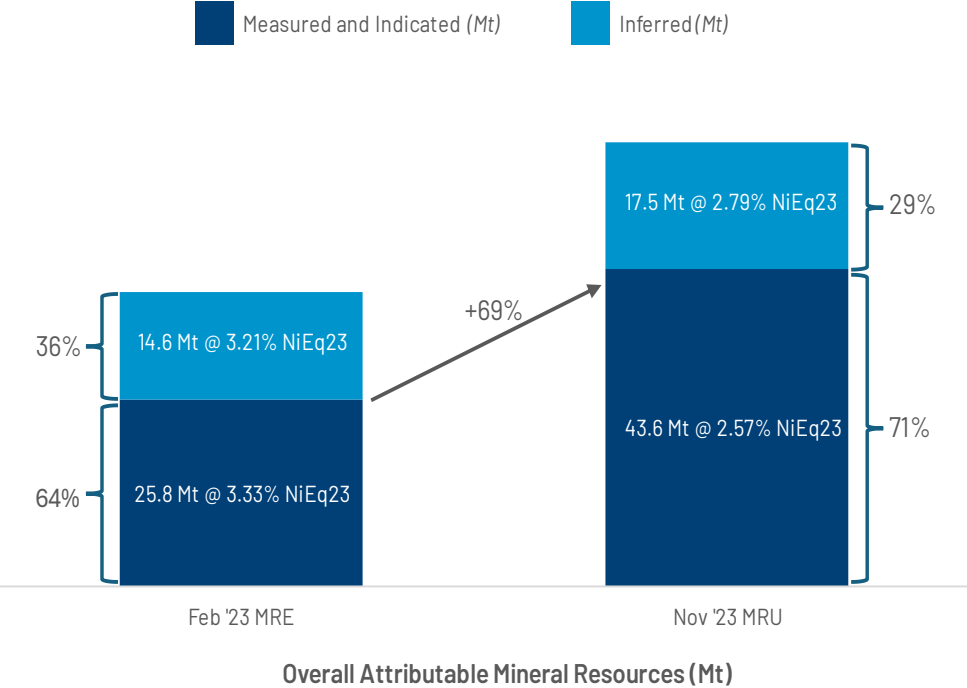 Measured and Indicated (Mt)
Inferred (Mt)
17.5 Mt @ 2.79% NiEq23
29%
+69%
36%
14.6 Mt @ 3.21% NiEq23
43.6 Mt @ 2.57% NiEq23
71%
64%
25.8 Mt @ 3.33% NiEq23
Feb '23 MRE
Nov '23 MRU
Overall Attributable Mineral Resources (Mt)